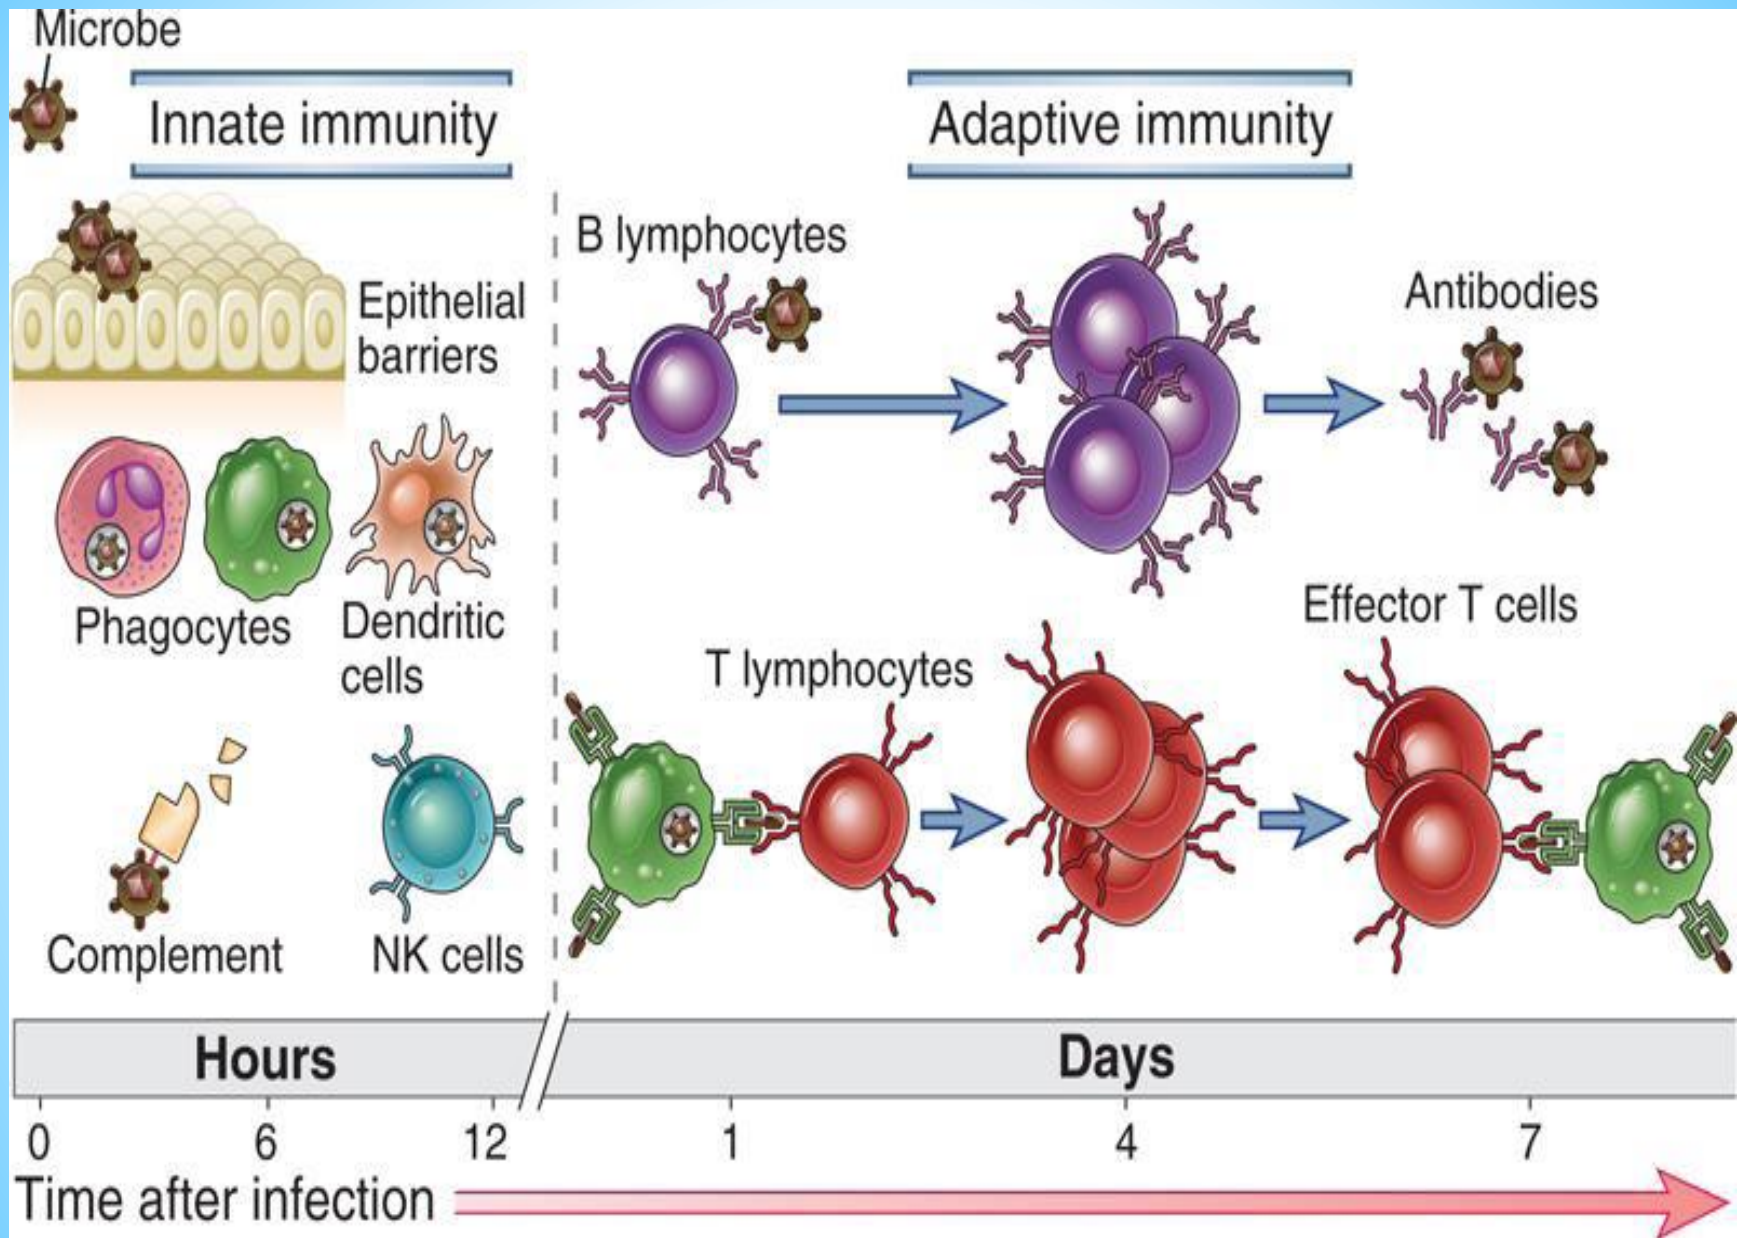 Microbe
Innate immunity
Adaptive immunity
B lymphocytes
Epithelial
barriers
Antibodies
Phagocytes
Dendritic
cells
Effector T cells
T lymphocytes
Complement
NK cells
Hours
Days
0
6
12
1
4
7
Time after infection